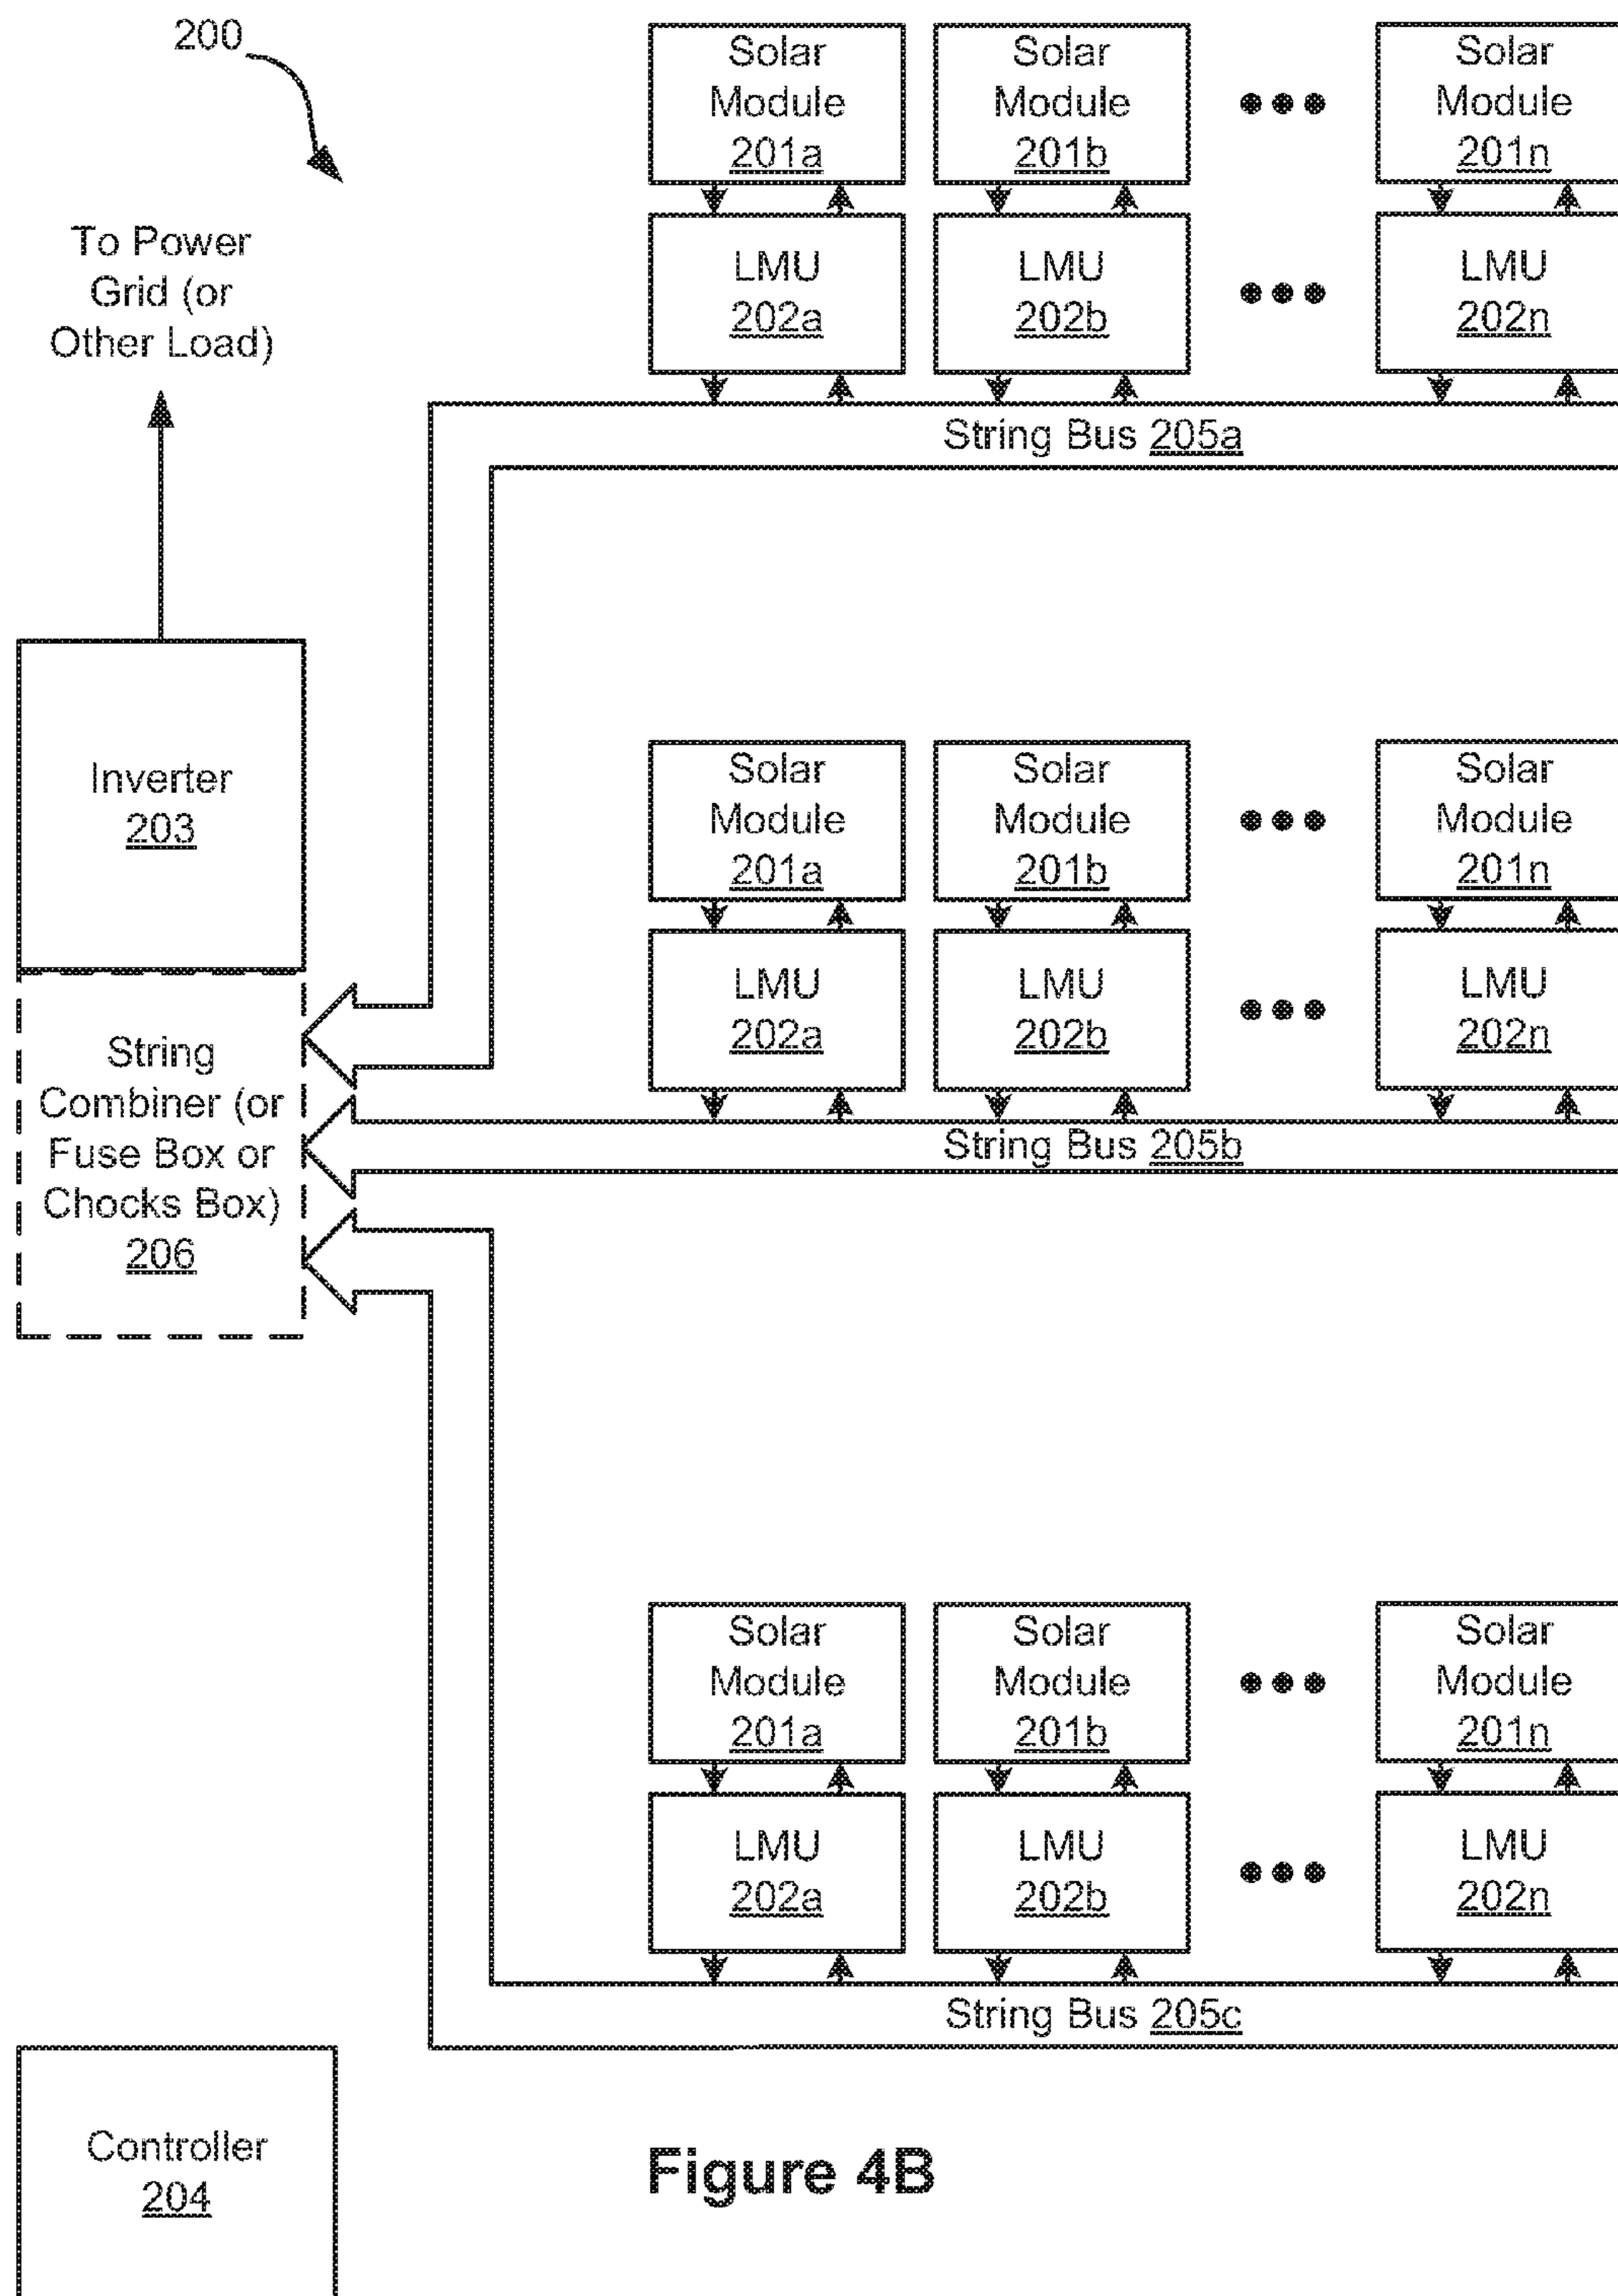 200
To Power
Grid (or
Other Load)
Solar
Module
201a
Solar
Module
201b
Solar
Module
201n
LMU
202a
LMU
202b
LMU
202n
String Bus 205a
Inverter
203
Solar
Module
201a
Solar
Module
201b
Solar
Module
201n
LMU
202a
LMU
202b
LMU
202n
String Bus 205b
String
Combiner (or
Fuse Box or
Chocks Box)
206
Solar
Module
201a
Solar
Module
201b
Solar
Module
201n
LMU
202a
LMU
202b
LMU
202n
String Bus 205c
Controller
204
Figure 4B